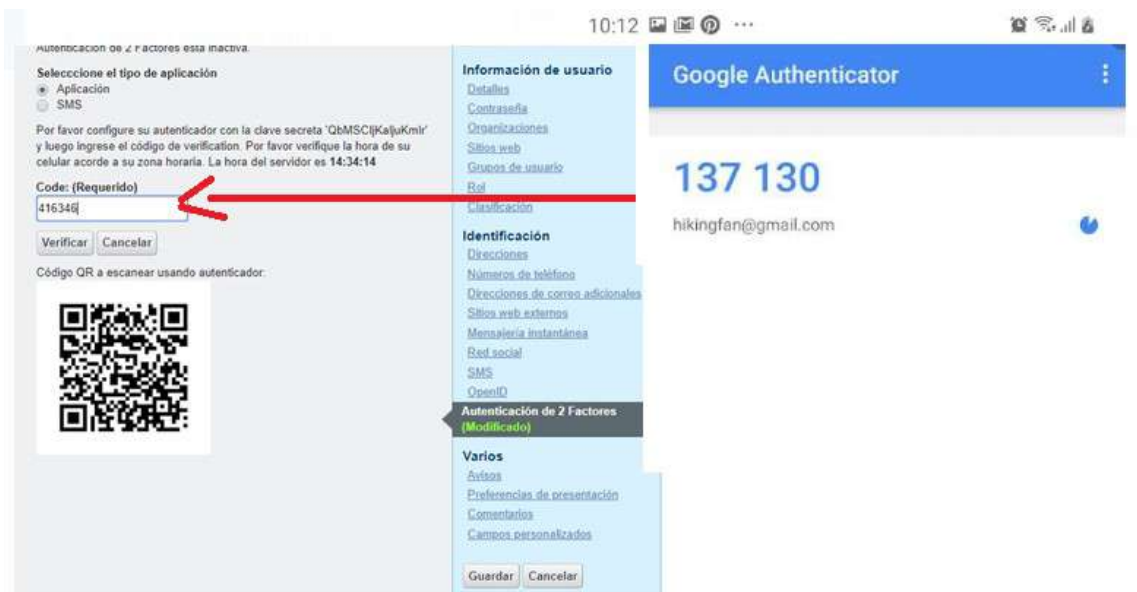 10:12
Autenticación de 2 Factores esta inactiva.
Selecccione el tipo de aplicación
Aplicación
SMS
Por favor configure su autenticador con la clave secreta 'QbMSCIjKaljuKmIr'
y luego ingrese el código de verification. Por favor verifique la hora de su
celular acorde a su zona horaria. La hora del servidor es 14:34:14
Code: (Requerido)
416346
Verificar Cancelar
Código QR a escanear usando autenticador:
Información de usuario
Detalles
Contraseña
Organizaciones
Sitios web
Grupos de usuario
Rol
Clasificación
Identificación
Direcciones
Números de teléfono
Direcciones de correo adicionales
Sitios web externos
Mensajería instantánea
Red social
SMS
OpenID
Autenticación de 2 Factores
(Modificado)
Varios
Avisos
Preferencias de presentación
Comentarios
Campos personalizados
Guardar Cancelar
Google Authenticator
137 130
hikingfan@gmail.com